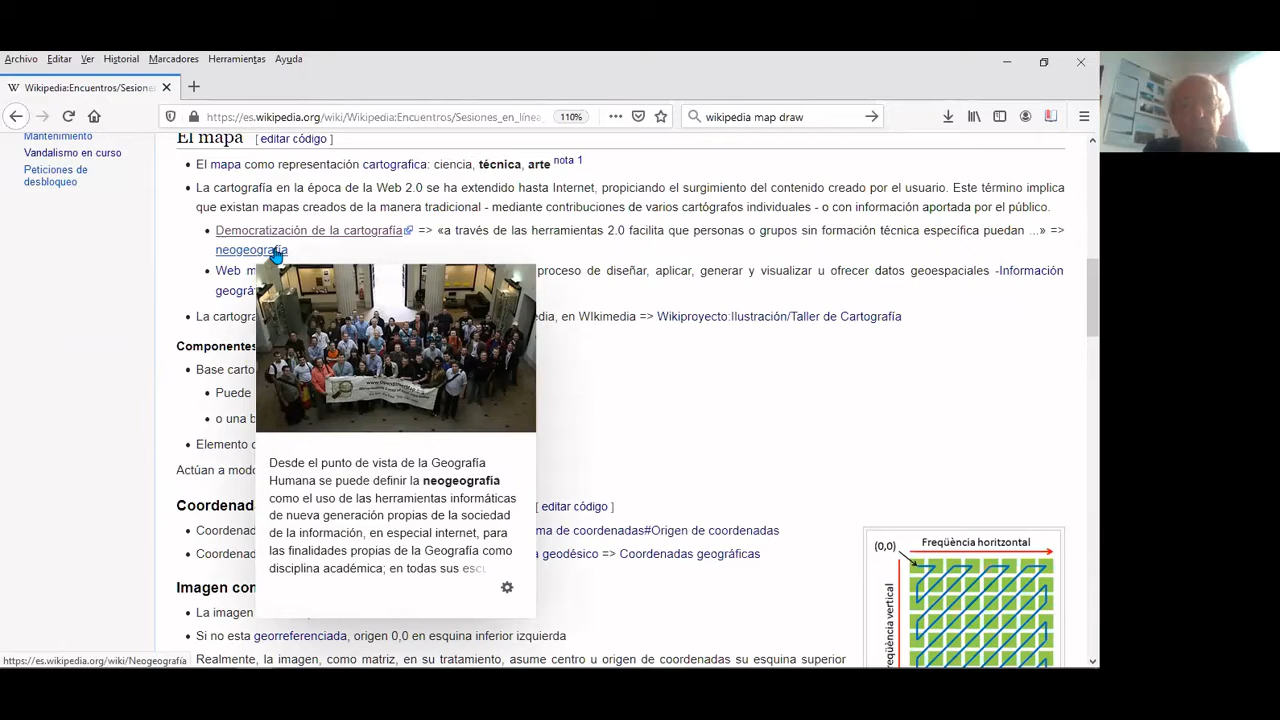 Archivo Editar Ver Historial Marcadores Herramientas Ayuda
W Wikipedia:Encuentros/Sesiones
https://es.wikipedia.org/wiki/Wikipedia:Encuentros/Sesiones_en_línea
110%
wikipedia map draw
Mantenimiento
Vandalismo en curso
Peticiones de
desbloqueo
El mapa [ editar código ]
El mapa como representación cartografica: ciencia, técnica, arte nota 1
La cartografía en la época de la Web 2.0 se ha extendido hasta Internet, propiciando el surgimiento del contenido creado por el usuario. Este término implica
que existan mapas creados de la manera tradicional - mediante contribuciones de varios cartógrafos individuales - o con información aportada por el público.
Democratización de la cartografía => «a través de las herramientas 2.0 facilita que personas o grupos sin formación técnica específica puedan ...» =>
neogeografía
Web m proceso de diseñar, aplicar, generar y visualizar u ofrecer datos geoespaciales -Información
geográ
La cartogra dia, en WIkimedia => Wikiproyecto:Ilustración/Taller de Cartografía
Componentes
Base carto
Puede
o una b
Elemento
Actúan a modo
Desde el punto de vista de la Geografía
Humana se puede definir la neogeografía
como el uso de las herramientas informáticas
de nueva generación propias de la sociedad
de la información, en especial internet, para
las finalidades propias de la Geografía como
disciplina académica; en todas sus escu
Coordenada [ editar código ]
Coordenad ma de coordenadas#Origen de coordenadas
Coordenad a geodésico => Coordenadas geográficas
Imagen con
La imagen
Si no esta georreferenciada, origen 0,0 en esquina inferior izquierda
Realmente, la imagen, como matriz, en su tratamiento, asume centro u origen de coordenadas su esquina superior
(0,0)
Freqüència horitzontal
Freqüència vertical
https://es.wikipedia.org/wiki/Neogeografía